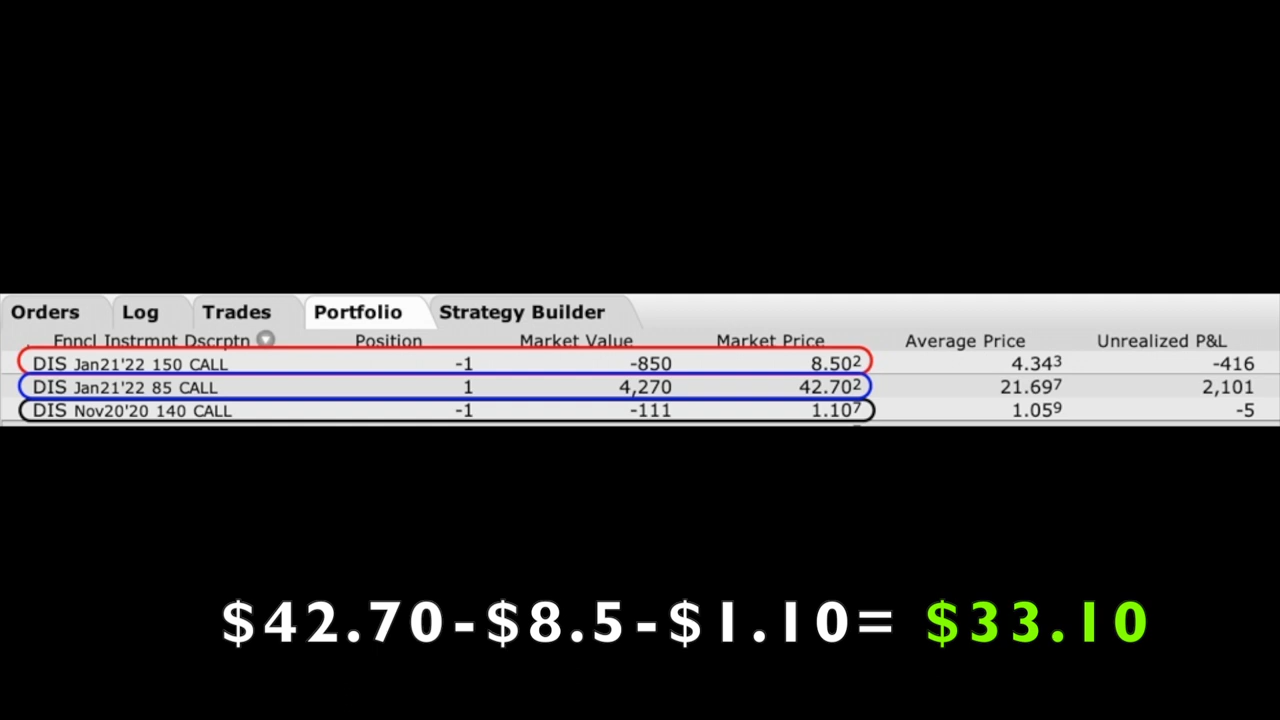 Orders Log Trades Portfolio Strategy Builder
Fnncl Instrmnt Dscrptn Position Market Value Market Price Average Price Unrealized P&L
DIS Jan21'22 150 CALL -1 -850 8.502 4.343 -416
DIS Jan21'22 85 CALL 1 4,270 42.702 21.697 2,101
DIS Nov20'20 140 CALL -1 -111 1.107 1.059 -5
$42.70-$8.5-$1.10= $33.10